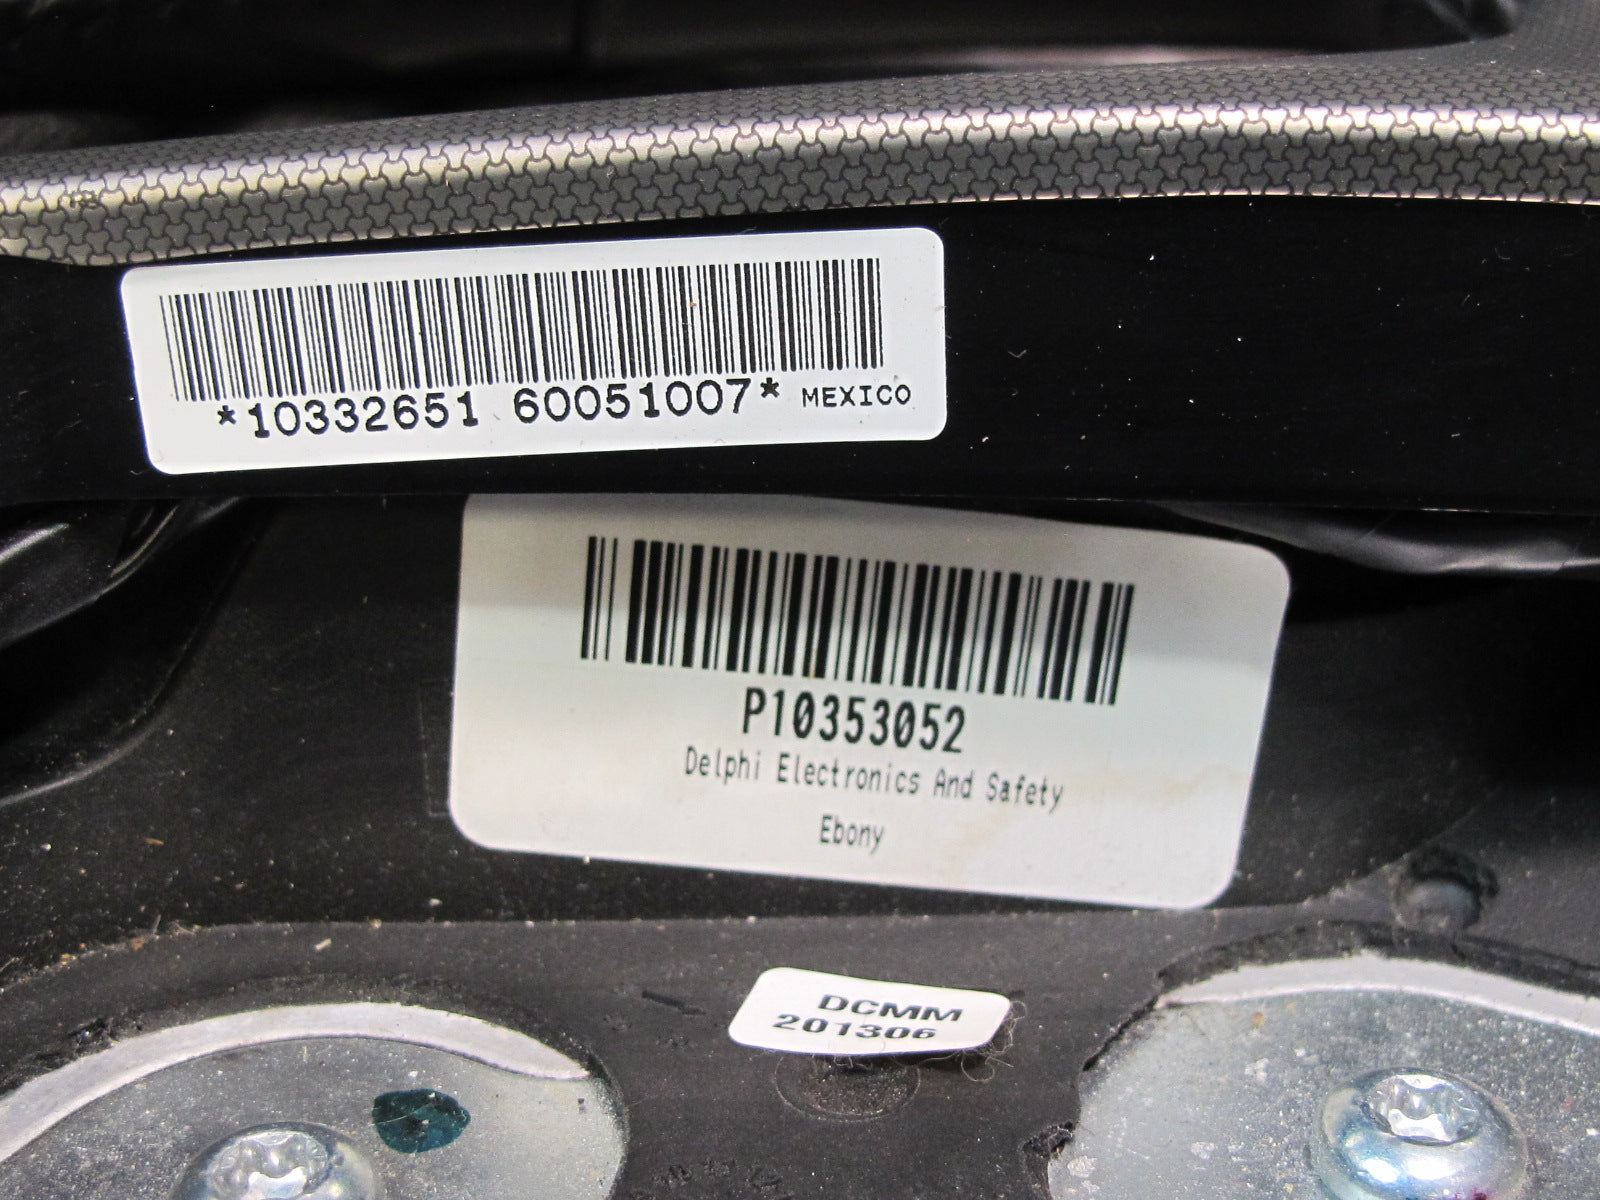 *10332651 60051007* MEXICO
P10353052
Delphi Electronics And Safety
Ebony
DCMM
201306